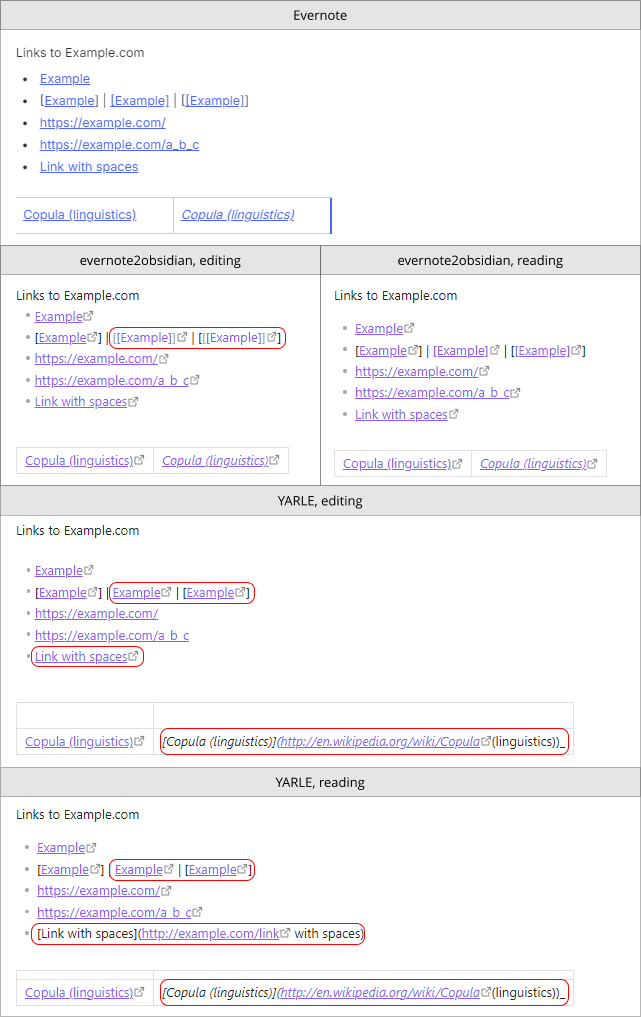 Evernote
Links to Example.com
• Example
• [Example] | [Example] | [[Example]]
• https://example.com/
• https://example.com/a_b_c
• Link with spaces
Copula (linguistics) Copula (linguistics)
evernote2obsidian, editing
Links to Example.com
• Example
• [Example] | [[Example]] | [[[Example]]]
• https://example.com/
• https://example.com/a_b_c
• Link with spaces
Copula (linguistics) Copula (linguistics)
evernote2obsidian, reading
Links to Example.com
• Example
• [Example] | [Example] | [[Example]]
• https://example.com/
• https://example.com/a_b_c
• Link with spaces
Copula (linguistics) Copula (linguistics)
YARLE, editing
Links to Example.com
• Example
• [Example] | Example | [Example]
• https://example.com/
• https://example.com/a_b_c
• Link with spaces
Copula (linguistics) [Copula (linguistics)](http://en.wikipedia.org/wiki/Copula(linguistics))_
YARLE, reading
Links to Example.com
• Example
• [Example] | Example | [Example]
• https://example.com/
• https://example.com/a_b_c
• [Link with spaces](http://example.com/link with spaces)
Copula (linguistics) [Copula (linguistics)](http://en.wikipedia.org/wiki/Copula(linguistics))_